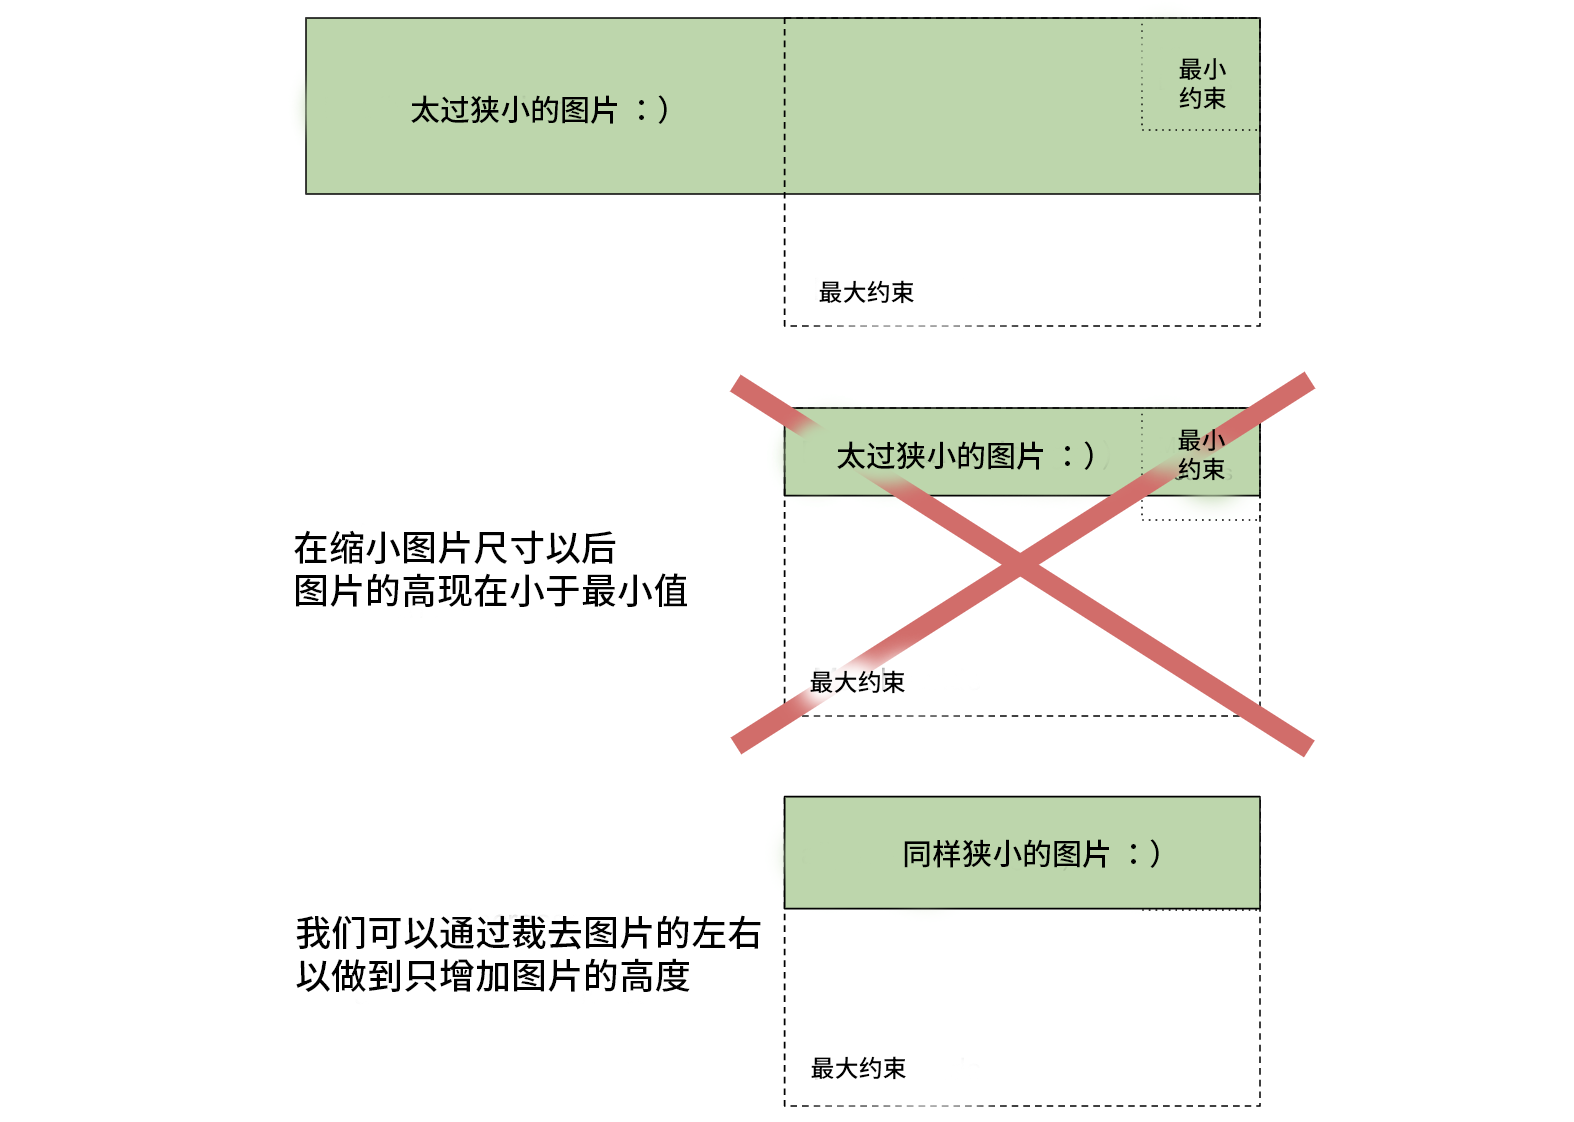 太过狭小的图片 ：）
最小
约束
最大约束
太过狭小的图片 ：）
最小
约束
在缩小图片尺寸以后
图片的高现在小于最小值
最大约束
同样狭小的图片 ：）
我们可以通过裁去图片的左右
以做到只增加图片的高度
最大约束